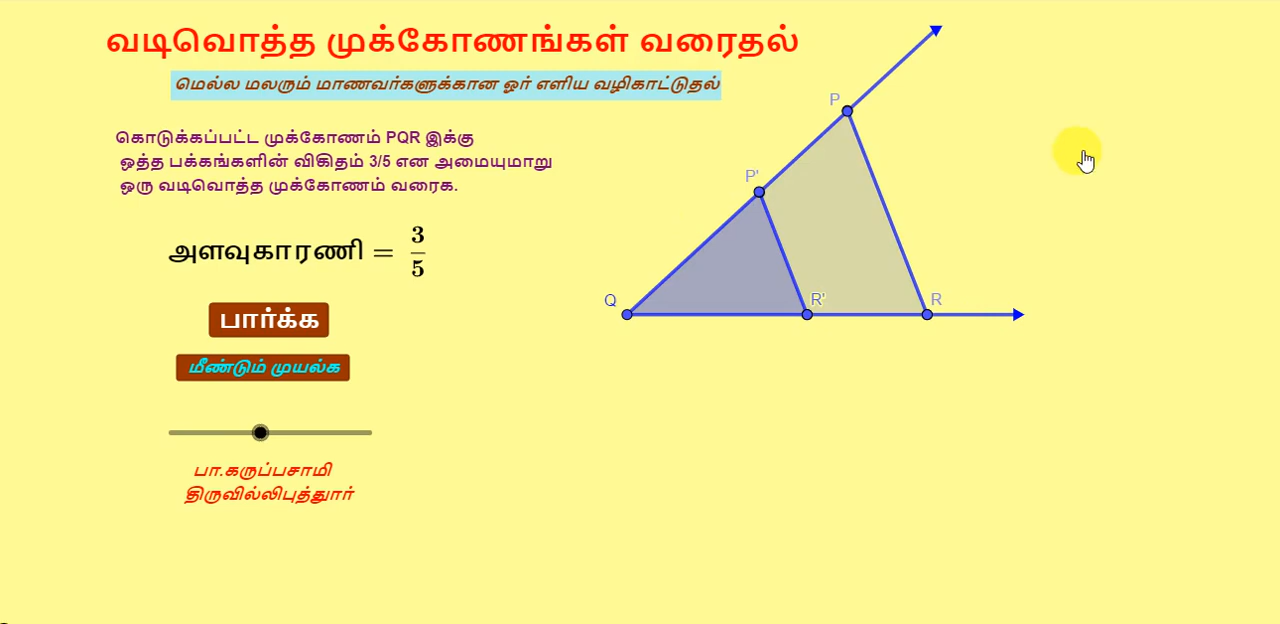 வடிவொத்த முக்கோணங்கள் வரைதல்
மெல்ல மலரும் மாணவர்களுக்கான ஓர் எளிய வழிகாட்டுதல்
கொடுக்கப்பட்ட முக்கோணம் PQR இக்கு
ஒத்த பக்கங்களின் விகிதம் 3/5 என அமையுமாறு
ஒரு வடிவொத்த முக்கோணம் வரைக.
அளவுகாரணி = 3/5
பார்க்க
மீண்டும் முயல்க
பா.கருப்பசாமி
திருவில்லிபுத்தூர்
P
P'
Q
R'
R